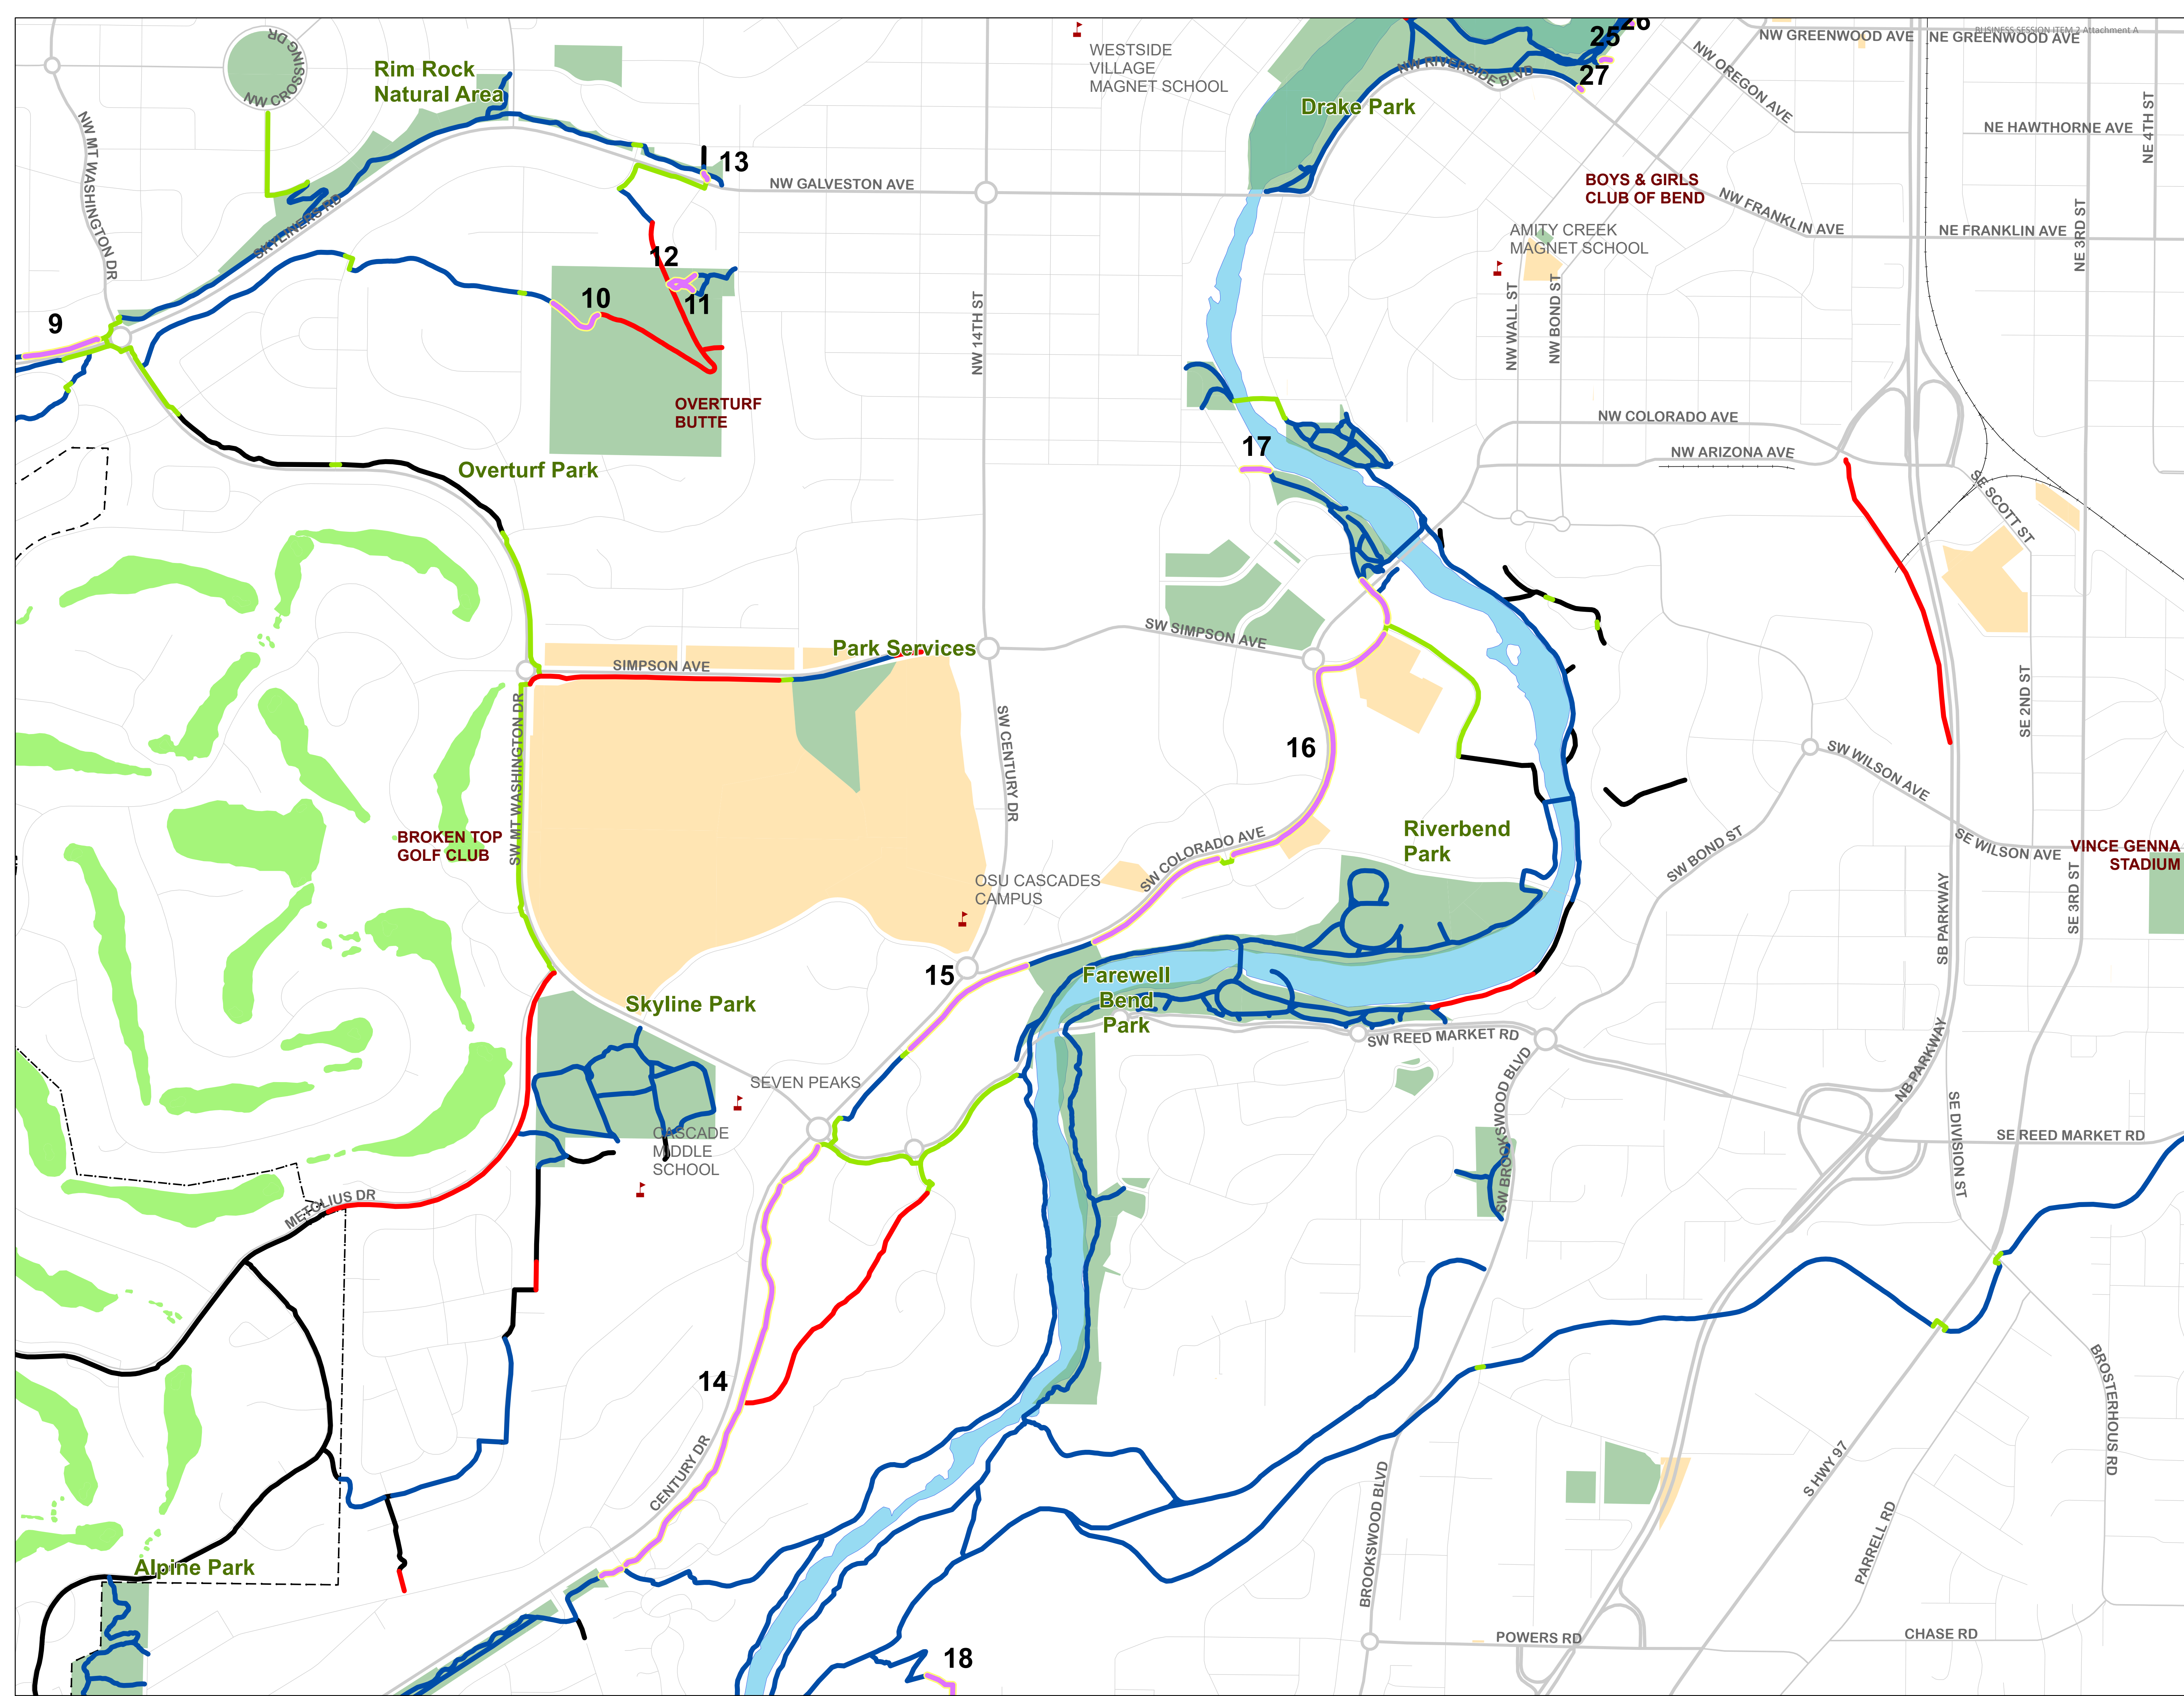 26
25
27
BUSINESS SESSION ITEM 2 Attachment A
NW GREENWOOD AVE
NE GREENWOOD AVE
NW CROSSING DR
Rim Rock
Natural Area
WESTSIDE
VILLAGE
MAGNET SCHOOL
NW RIVERSIDE BLVD
NW OREGON AVE
Drake Park
NE HAWTHORNE AVE
NE 4TH ST
NW MT WASHINGTON DR
13
NW GALVESTON AVE
BOYS & GIRLS
CLUB OF BEND
NW FRANKLIN AVE
NE FRANKLIN AVE
NE 3RD ST
SKYLINERS RD
AMITY CREEK
MAGNET SCHOOL
12
11
10
9
NW 14TH ST
NW WALL ST
NW BOND ST
OVERTURF
BUTTE
NW COLORADO AVE
NW ARIZONA AVE
17
Overturf Park
SE SCOTT ST
SW SIMPSON AVE
Park Services
SIMPSON AVE
SE 2ND ST
SW MT WASHINGTON DR
SW CENTURY DR
16
SW WILSON AVE
SE WILSON AVE
VINCE GENNA
STADIUM
BROKEN TOP
GOLF CLUB
Riverbend
Park
SW COLORADO AVE
SW BOND ST
OSU CASCADES
CAMPUS
SB PARKWAY
SE 3RD ST
15
Farewell
Bend
Park
Skyline Park
SW REED MARKET RD
SEVEN PEAKS
SW BROOKSWOOD BLVD
NB PARKWAY
SE DIVISION ST
SE REED MARKET RD
CASCADE
MIDDLE
SCHOOL
METOLIUS DR
14
CENTURY DR
BROSTERHOUS RD
S HWY 97
BROOKSWOOD BLVD
PARRELL RD
Alpine Park
POWERS RD
CHASE RD
18